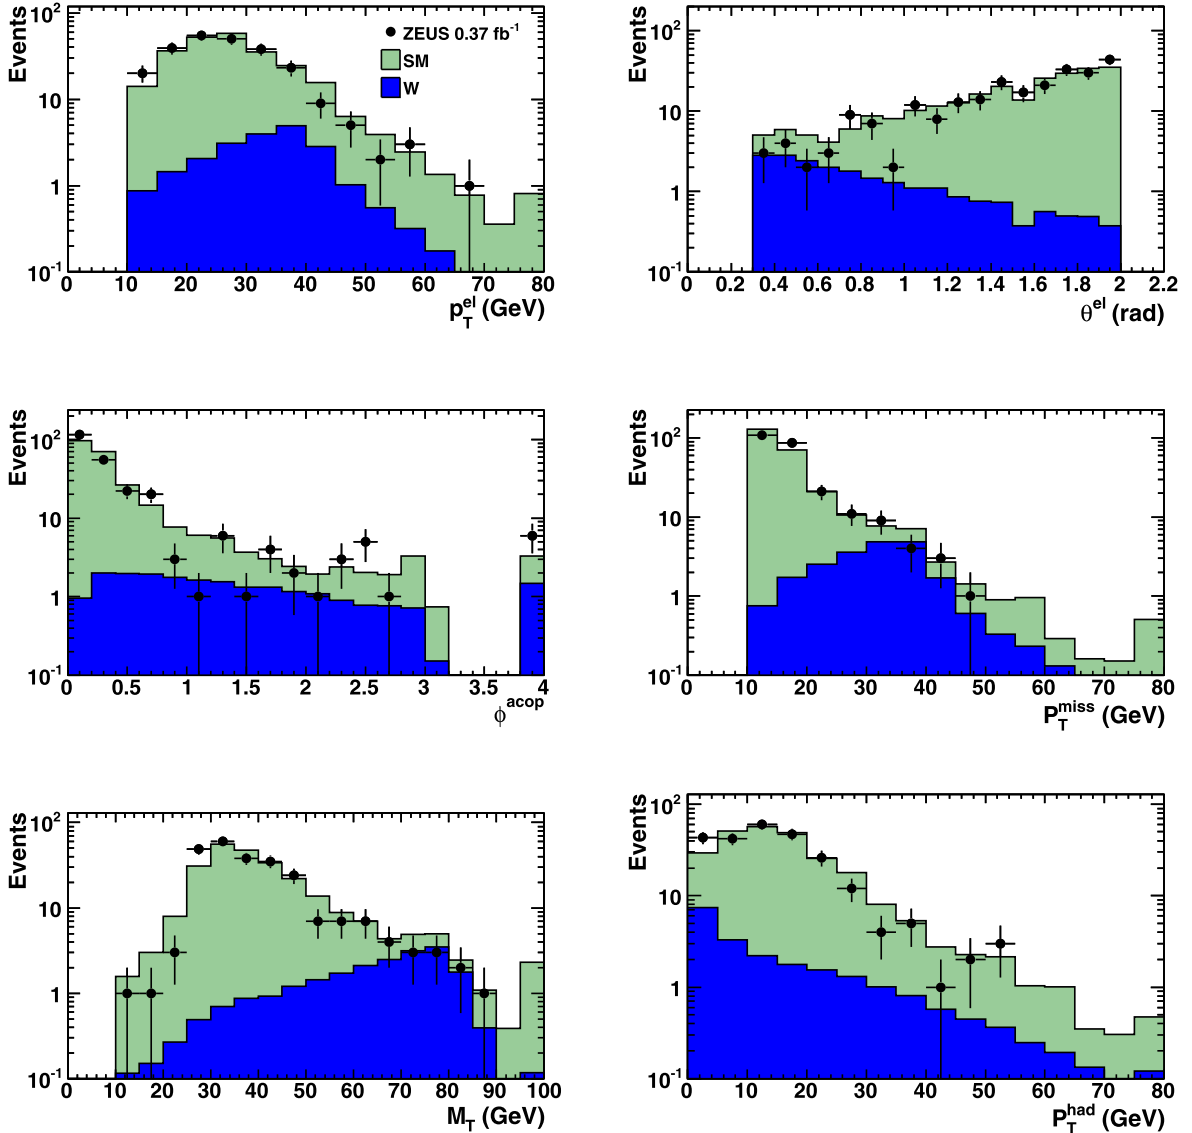 Events
10²
10
1
10⁻¹
0 10 20 30 40 50 60 70 80
p_T^el (GeV)
ZEUS 0.37 fb⁻¹
SM
W
Events
10²
10
1
10⁻¹
0 0.2 0.4 0.6 0.8 1 1.2 1.4 1.6 1.8 2 2.2
θ^el (rad)
Events
10²
10
1
10⁻¹
0 0.5 1 1.5 2 2.5 3 3.5 4
ϕ^acop
Events
10²
10
1
10⁻¹
0 10 20 30 40 50 60 70 80
P_T^miss (GeV)
Events
10²
10
1
10⁻¹
0 10 20 30 40 50 60 70 80 90 100
M_T (GeV)
Events
10²
10
1
10⁻¹
0 10 20 30 40 50 60 70 80
P_T^had (GeV)